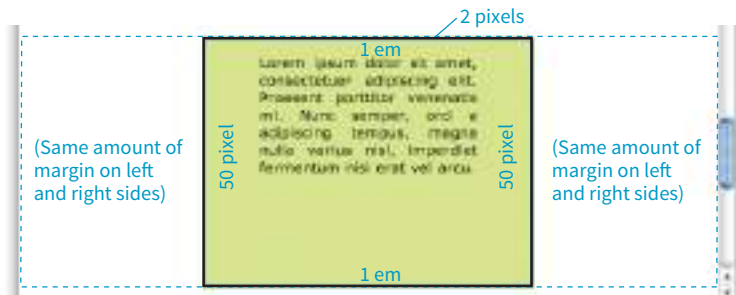 2 pixels
1 em
Lorem ipsum dolor sit amet,
consectetuer adipiscing elit.
Praesent porttitor venenatis
mi. Nunc semper, orci a
adipiscing tempus, magna
nulla varius nisl, imperdiet
fermentum nisi erat vel arcu.
(Same amount of
margin on left
and right sides)
50 pixel
50 pixel
(Same amount of
margin on left
and right sides)
1 em